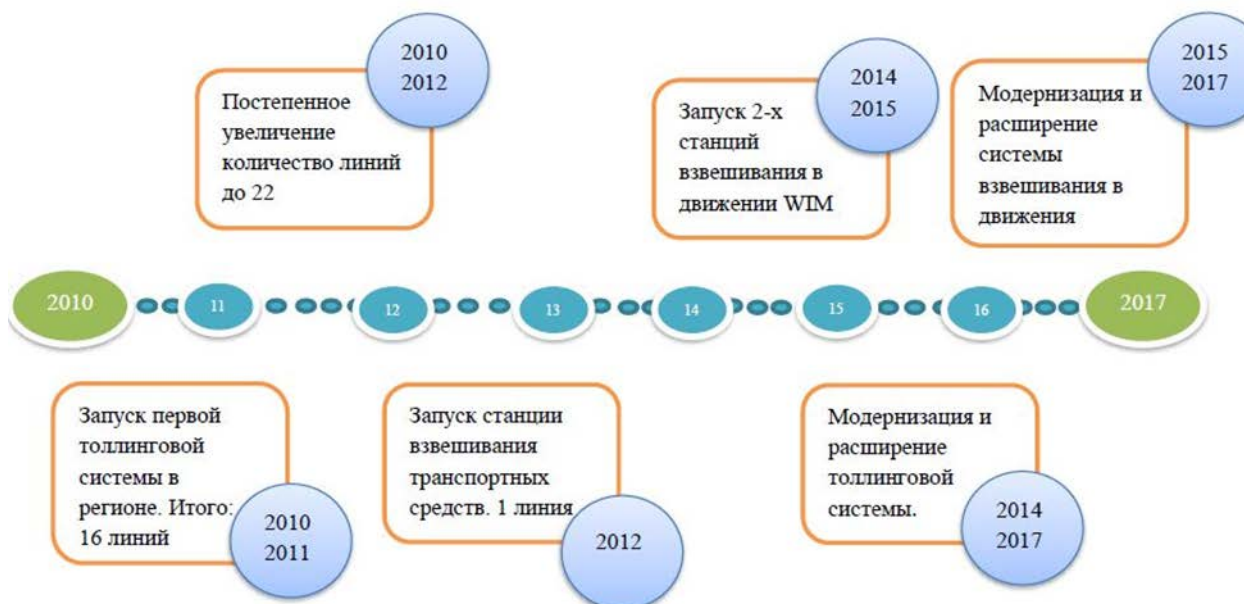 2010
2012
Постепенное
увеличение
количество линий
до 22
2014
2015
Запуск 2-х
станций
взвешивания в
движении WIM
2015
2017
Модернизация и
расширение
системы
взвешивания в
движения
2010
11
12
13
14
15
16
2017
Запуск первой
толлинговой
системы в
регионе. Итого:
16 линий
2010
2011
Запуск станции
взвешивания
транспортных
средств. 1 линия
2012
Модернизация и
расширение
толлинговой
системы.
2014
2017